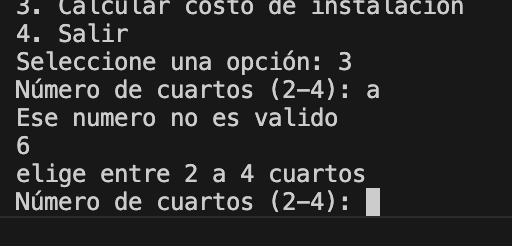 3. Calcular costo de instalación
4. Salir
Seleccione una opción: 3
Número de cuartos (2-4): a
Ese numero no es valido
6
elige entre 2 a 4 cuartos
Número de cuartos (2-4):